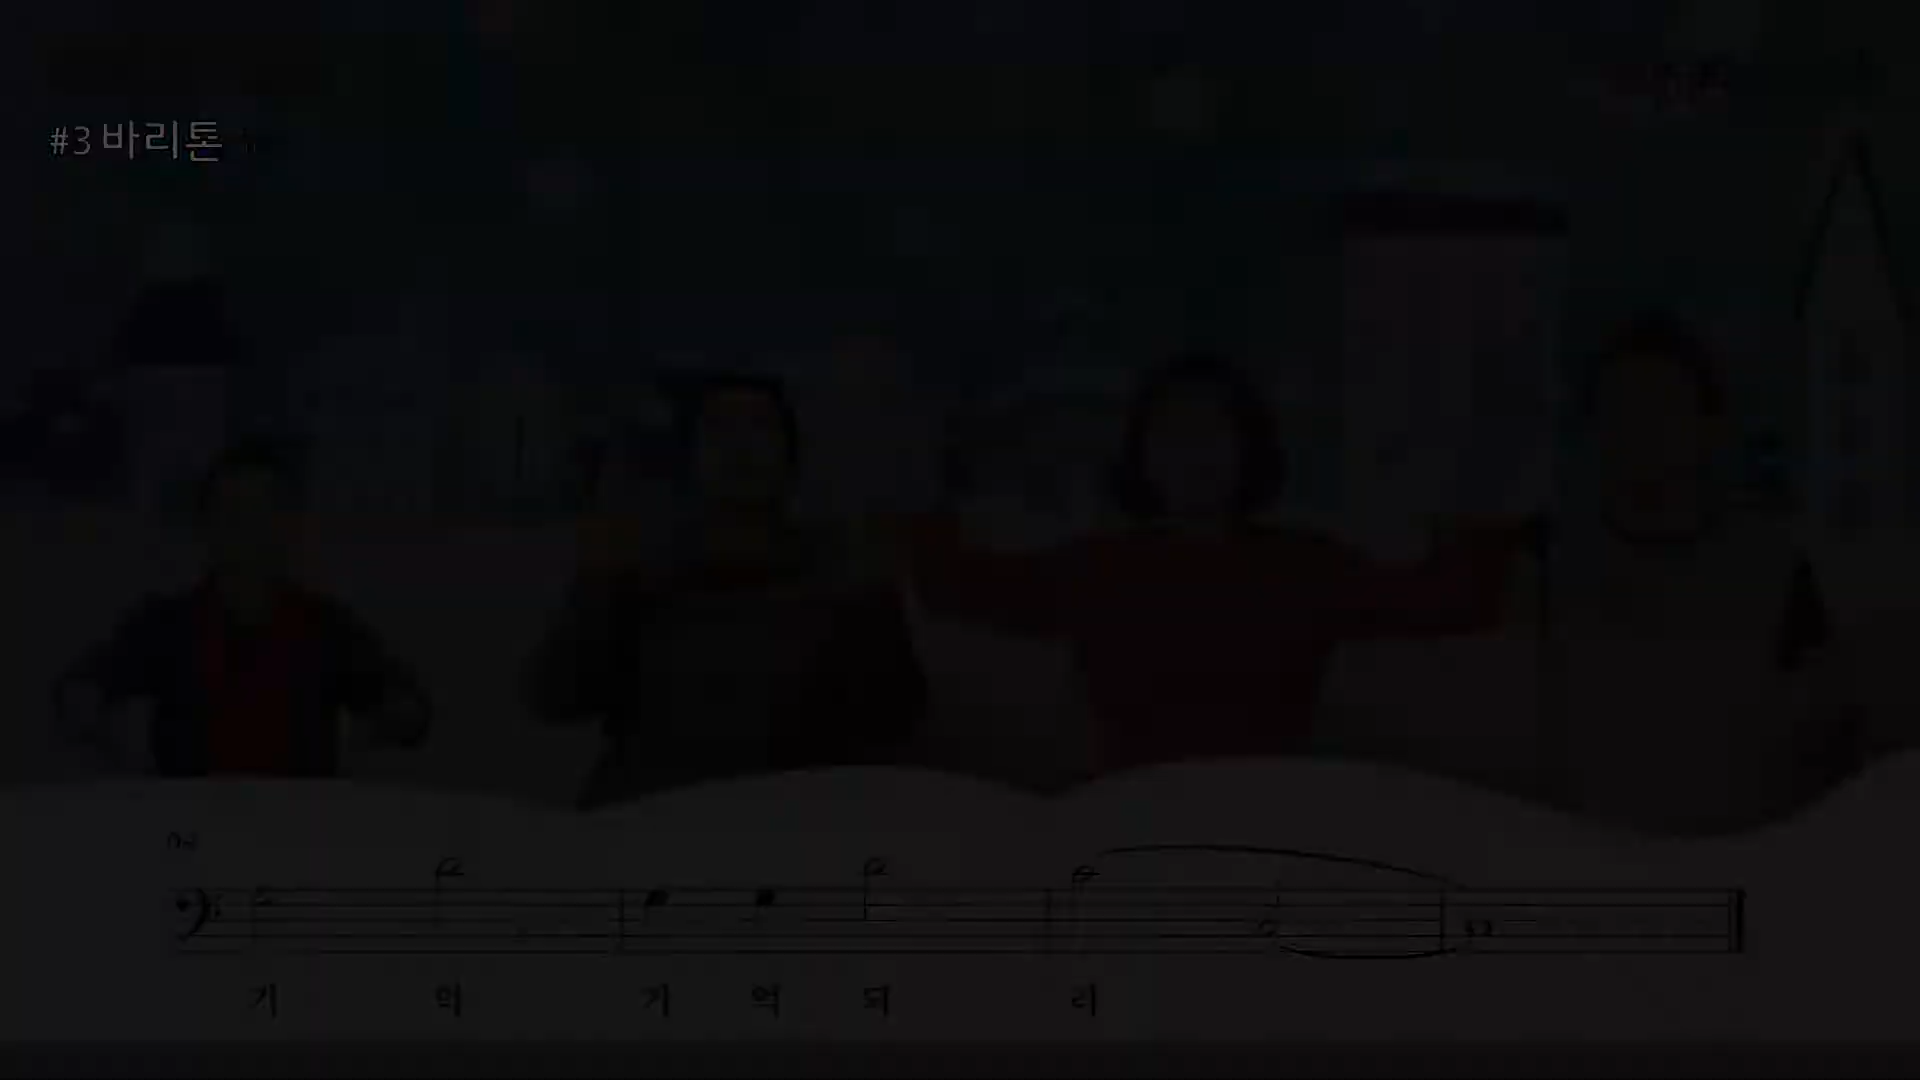 #3 바리톤
기 억 기 억 되 리